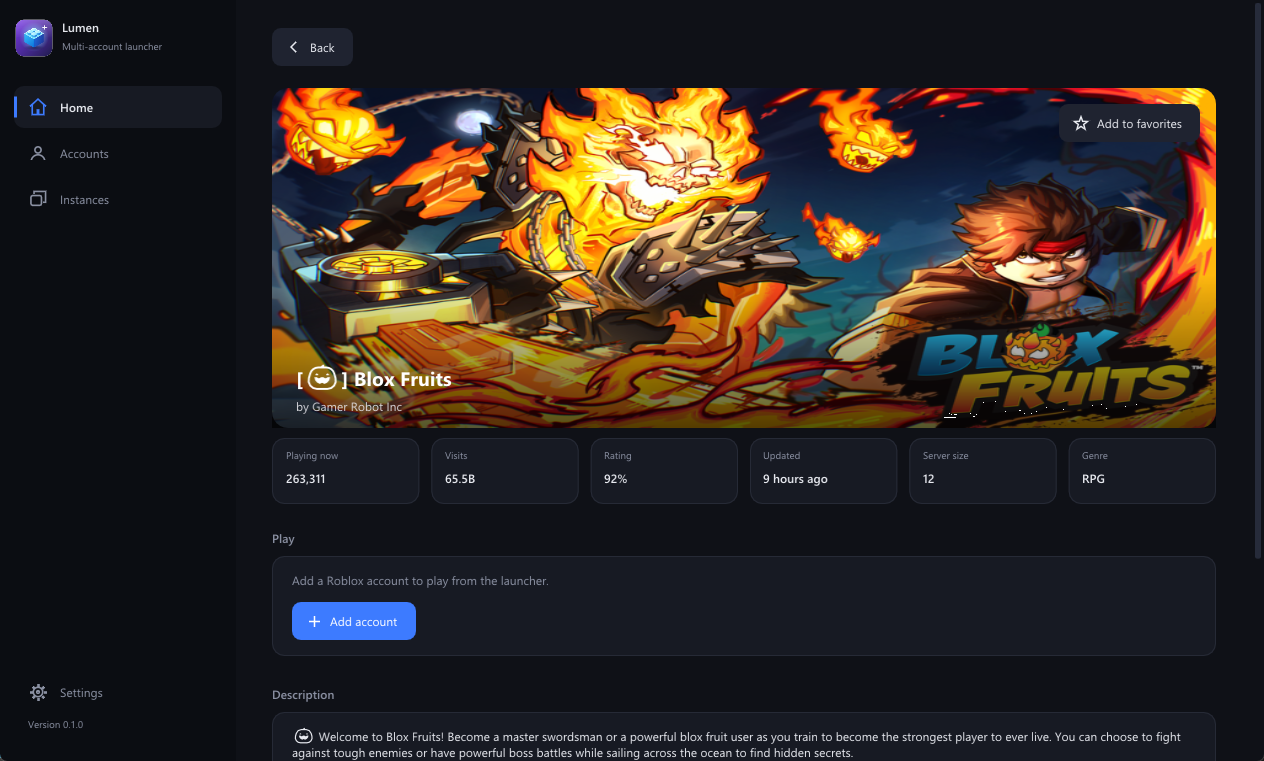 Lumen
Multi-account launcher
Home
Accounts
Instances
Settings
Version 0.1.0
Back
Add to favorites
BLOX
FRUITS™
[🎃] Blox Fruits
by Gamer Robot Inc
Playing now
263,311
Visits
65.5B
Rating
92%
Updated
9 hours ago
Server size
12
Genre
RPG
Play
Add a Roblox account to play from the launcher.
Add account
Description
🎃 Welcome to Blox Fruits! Become a master swordsman or a powerful blox fruit user as you train to become the strongest player to ever live. You can choose to fight
against tough enemies or have powerful boss battles while sailing across the ocean to find hidden secrets.